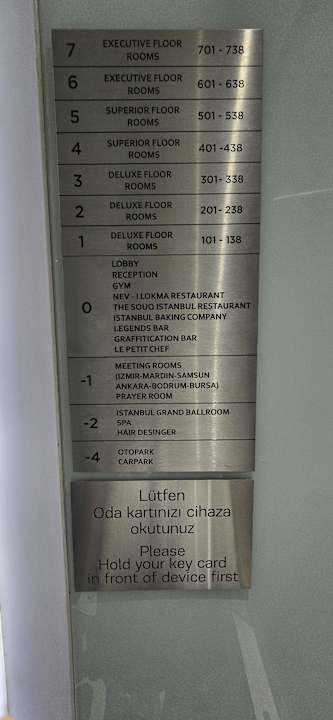 7 EXECUTIVE FLOOR 701 - 738
ROOMS
6 EXECUTIVE FLOOR 601 - 638
ROOMS
5 SUPERIOR FLOOR 501 - 538
ROOMS
4 SUPERIOR FLOOR 401 -438
ROOMS
3 DELUXE FLOOR 301- 338
ROOMS
2 DELUXE FLOOR 201- 238
ROOMS
1 DELUXE FLOOR 101 - 138
ROOMS
0 LOBBY
RECEPTION
GYM
NEV - I LOKMA RESTAURANT
THE SOUQ ISTANBUL RESTAURANT
ISTANBUL BAKING COMPANY
LEGENDS BAR
GRAFFITICATION BAR
LE PETIT CHEF
-1 MEETING ROOMS
(IZMIR-MARDIN-SAMSUN
ANKARA-BODRUM-BURSA)
PRAYER ROOM
-2 ISTANBUL GRAND BALLROOM
SPA
HAIR DESINGER
-4 OTOPARK
CARPARK
Lütfen
Oda kartınızı cihaza
okutunuz
Please
Hold your key card
in front of device first